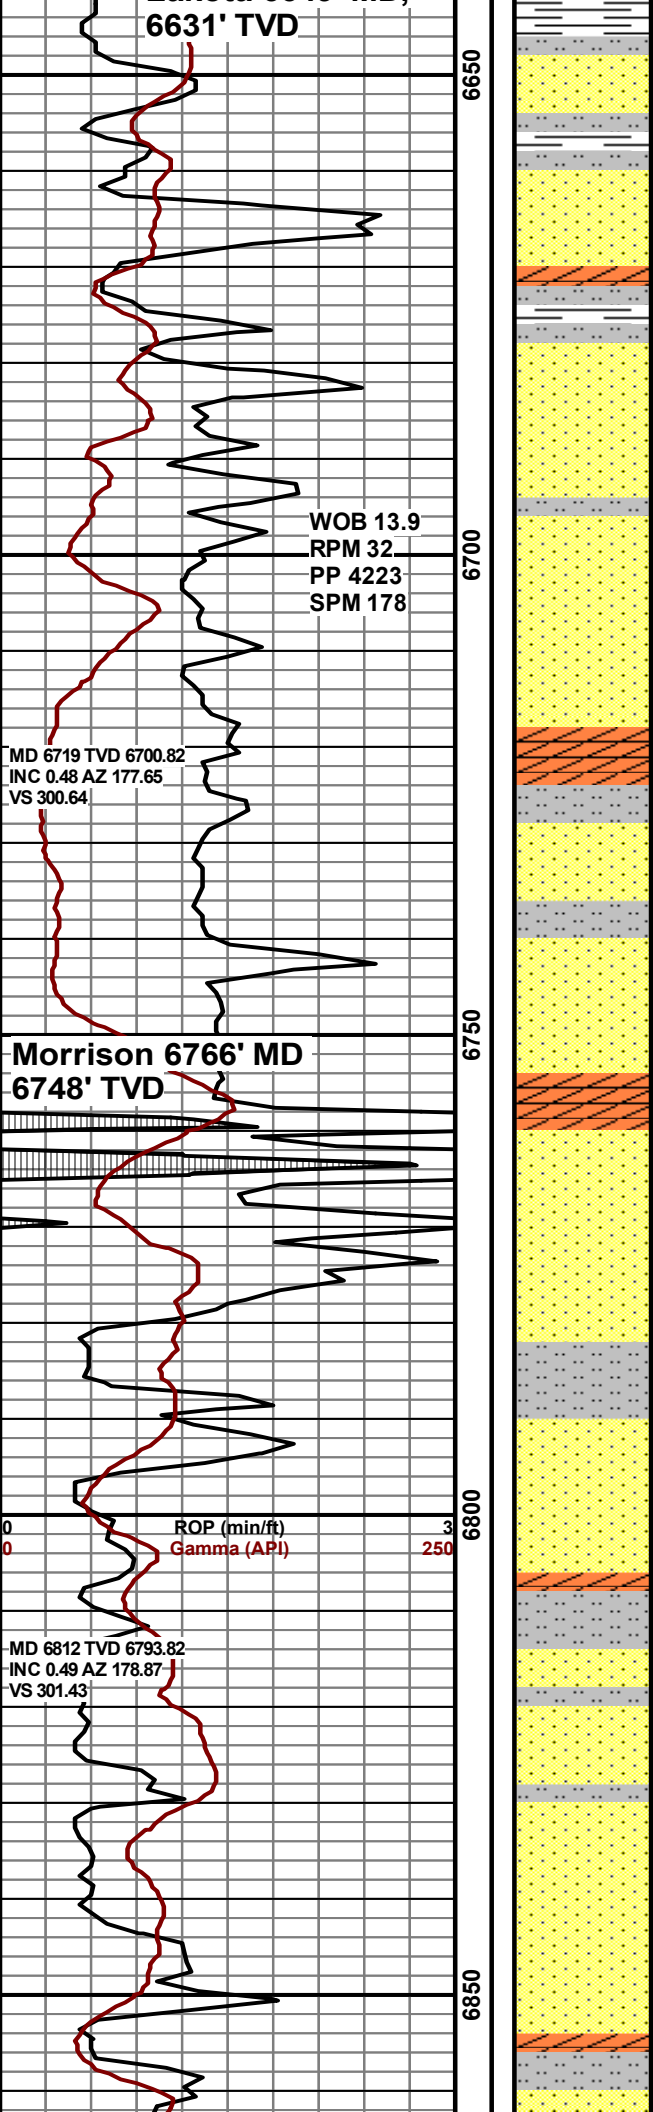 6631' TVD
6650
WOB 13.9
RPM 32
PP 4223
SPM 178
6700
MD 6719 TVD 6700.82
INC 0.48 AZ 177.65
VS 300.64
6750
Morrison 6766' MD
6748' TVD
6800
0 ROP (min/ft) 3
0 Gamma (API) 250
MD 6812 TVD 6793.82
INC 0.49 AZ 178.87
VS 301.43
6850